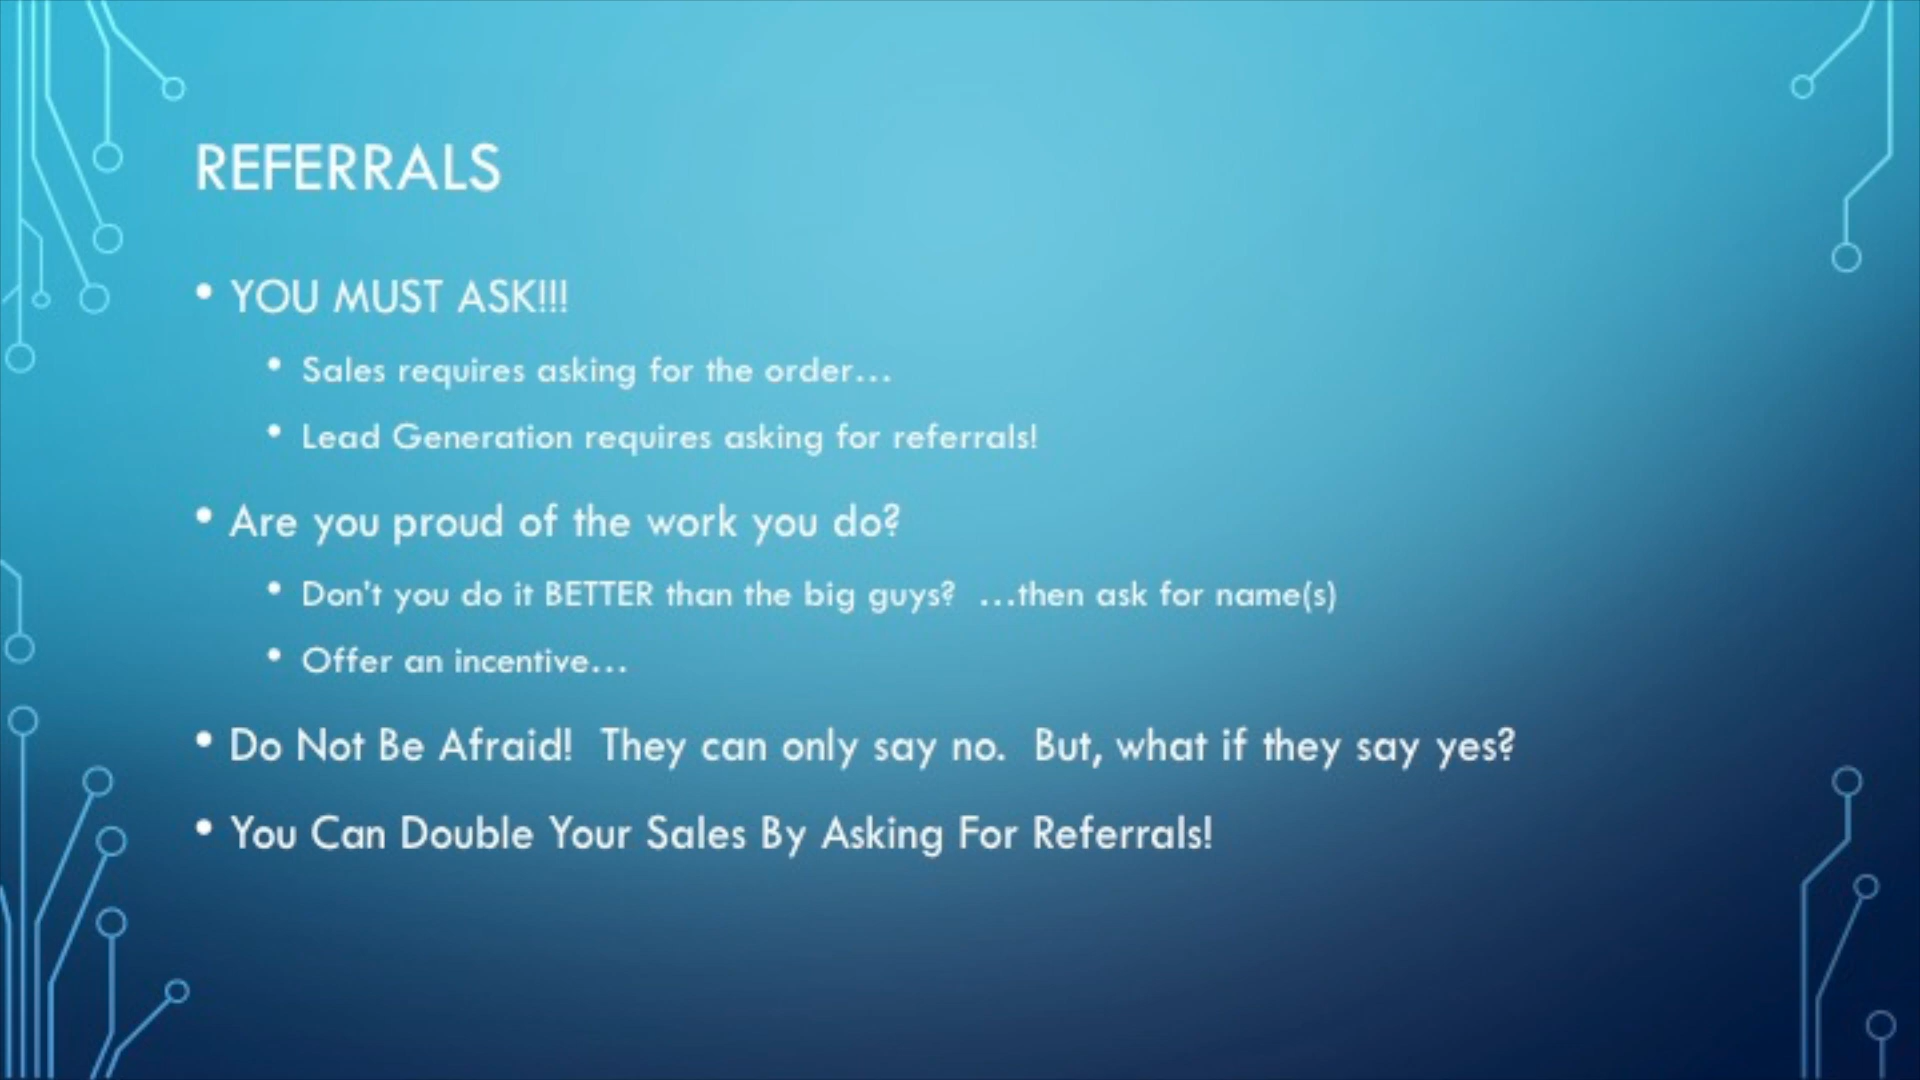 REFERRALS
• YOU MUST ASK!!!
• Sales requires asking for the order...
• Lead Generation requires asking for referrals!
• Are you proud of the work you do?
• Don't you do it BETTER than the big guys?  ...then ask for name(s)
• Offer an incentive...
• Do Not Be Afraid!  They can only say no.  But, what if they say yes?
• You Can Double Your Sales By Asking For Referrals!